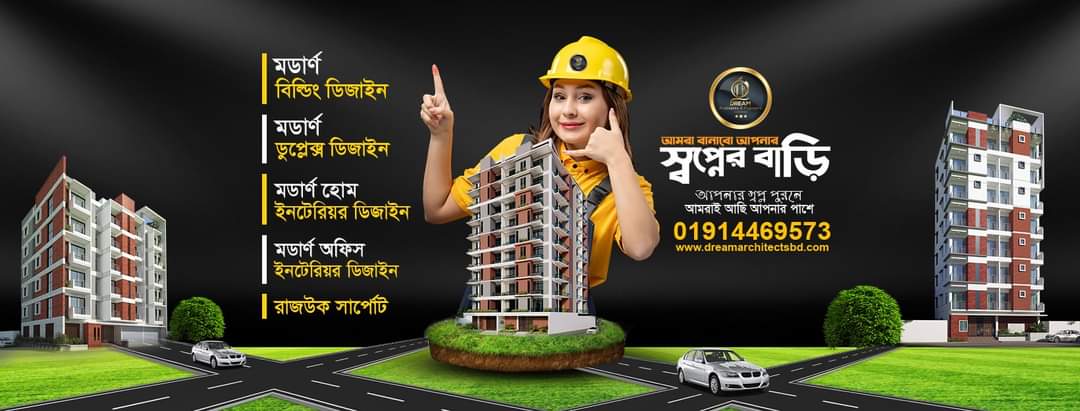 মডার্ণ
বিল্ডিং ডিজাইন
মডার্ণ
ডুপ্লেক্স ডিজাইন
মডার্ণ হোম
ইনটেরিয়র ডিজাইন
মডার্ণ অফিস
ইনটেরিয়র ডিজাইন
রাজউক সার্পোট
DREAM
আমরা বানাবো আপনার
স্বপ্নের বাড়ি
আপনার স্বপ্ন পুরনে
আমরাই আছি আপনার পাশে
01914469573
www.dreamarchitectsbd.com